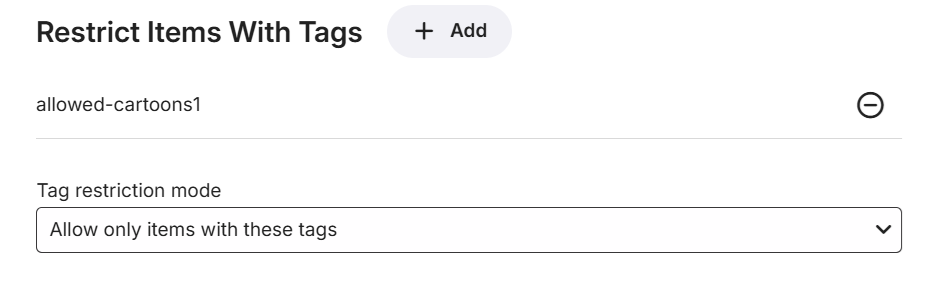 Restrict Items With Tags
+ Add
allowed-cartoons1
Tag restriction mode
Allow only items with these tags